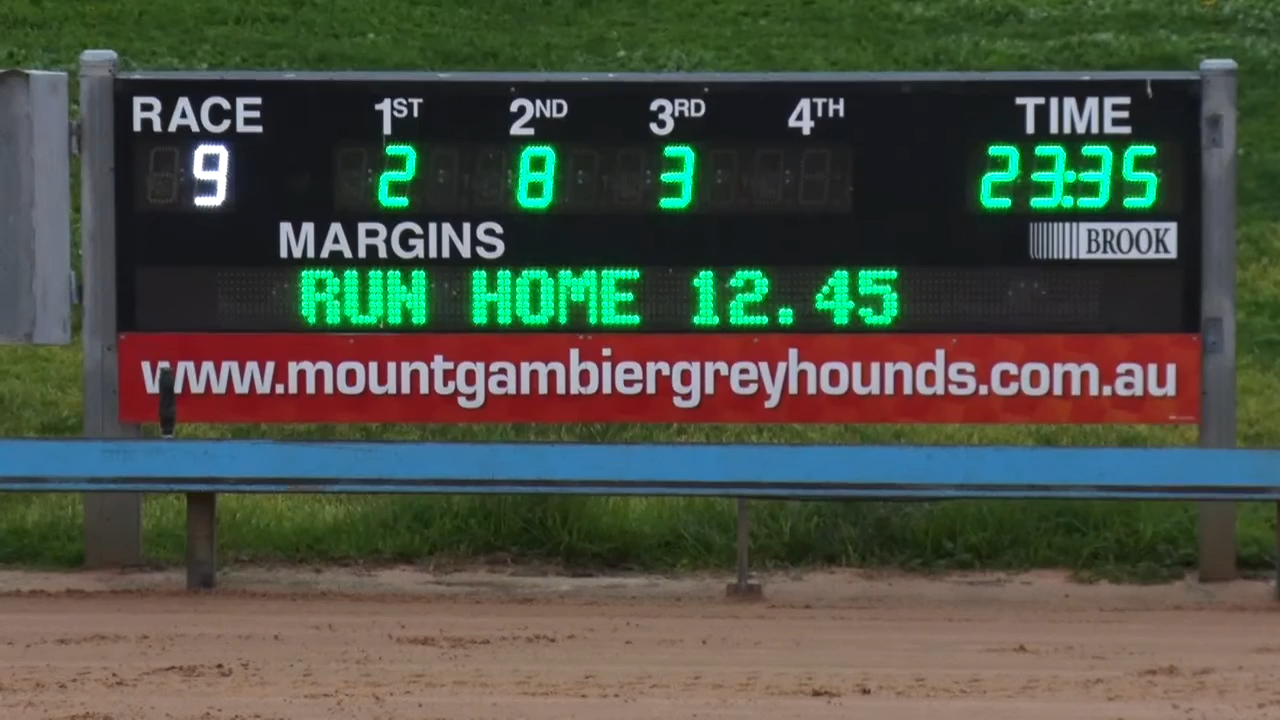 RACE 1ST 2ND 3RD 4TH TIME
9 2 8 3 23:35
MARGINS BROOK
RUN HOME 12.45
www.mountgambiergreyhounds.com.au